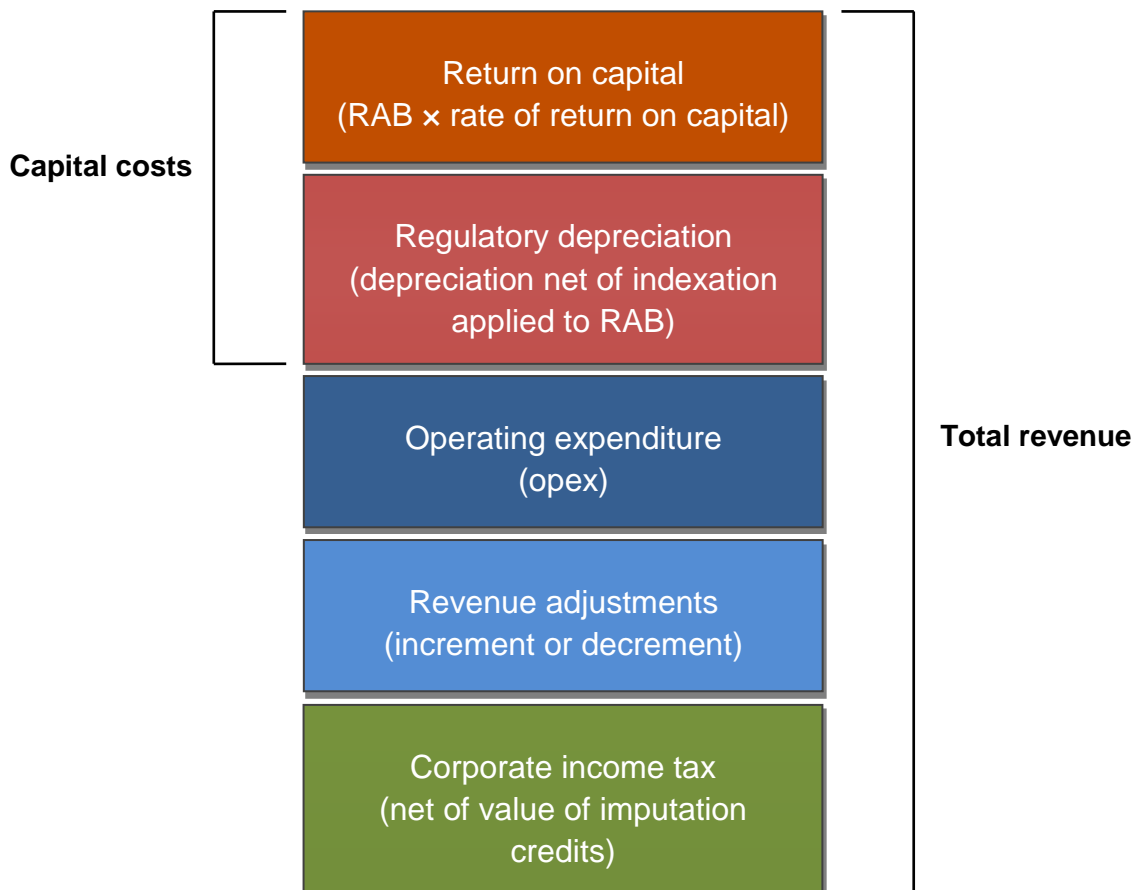 Return on capital
(RAB × rate of return on capital)
Capital costs
Regulatory depreciation
(depreciation net of indexation
applied to RAB)
Operating expenditure
(opex)
Total revenue
Revenue adjustments
(increment or decrement)
Corporate income tax
(net of value of imputation
credits)